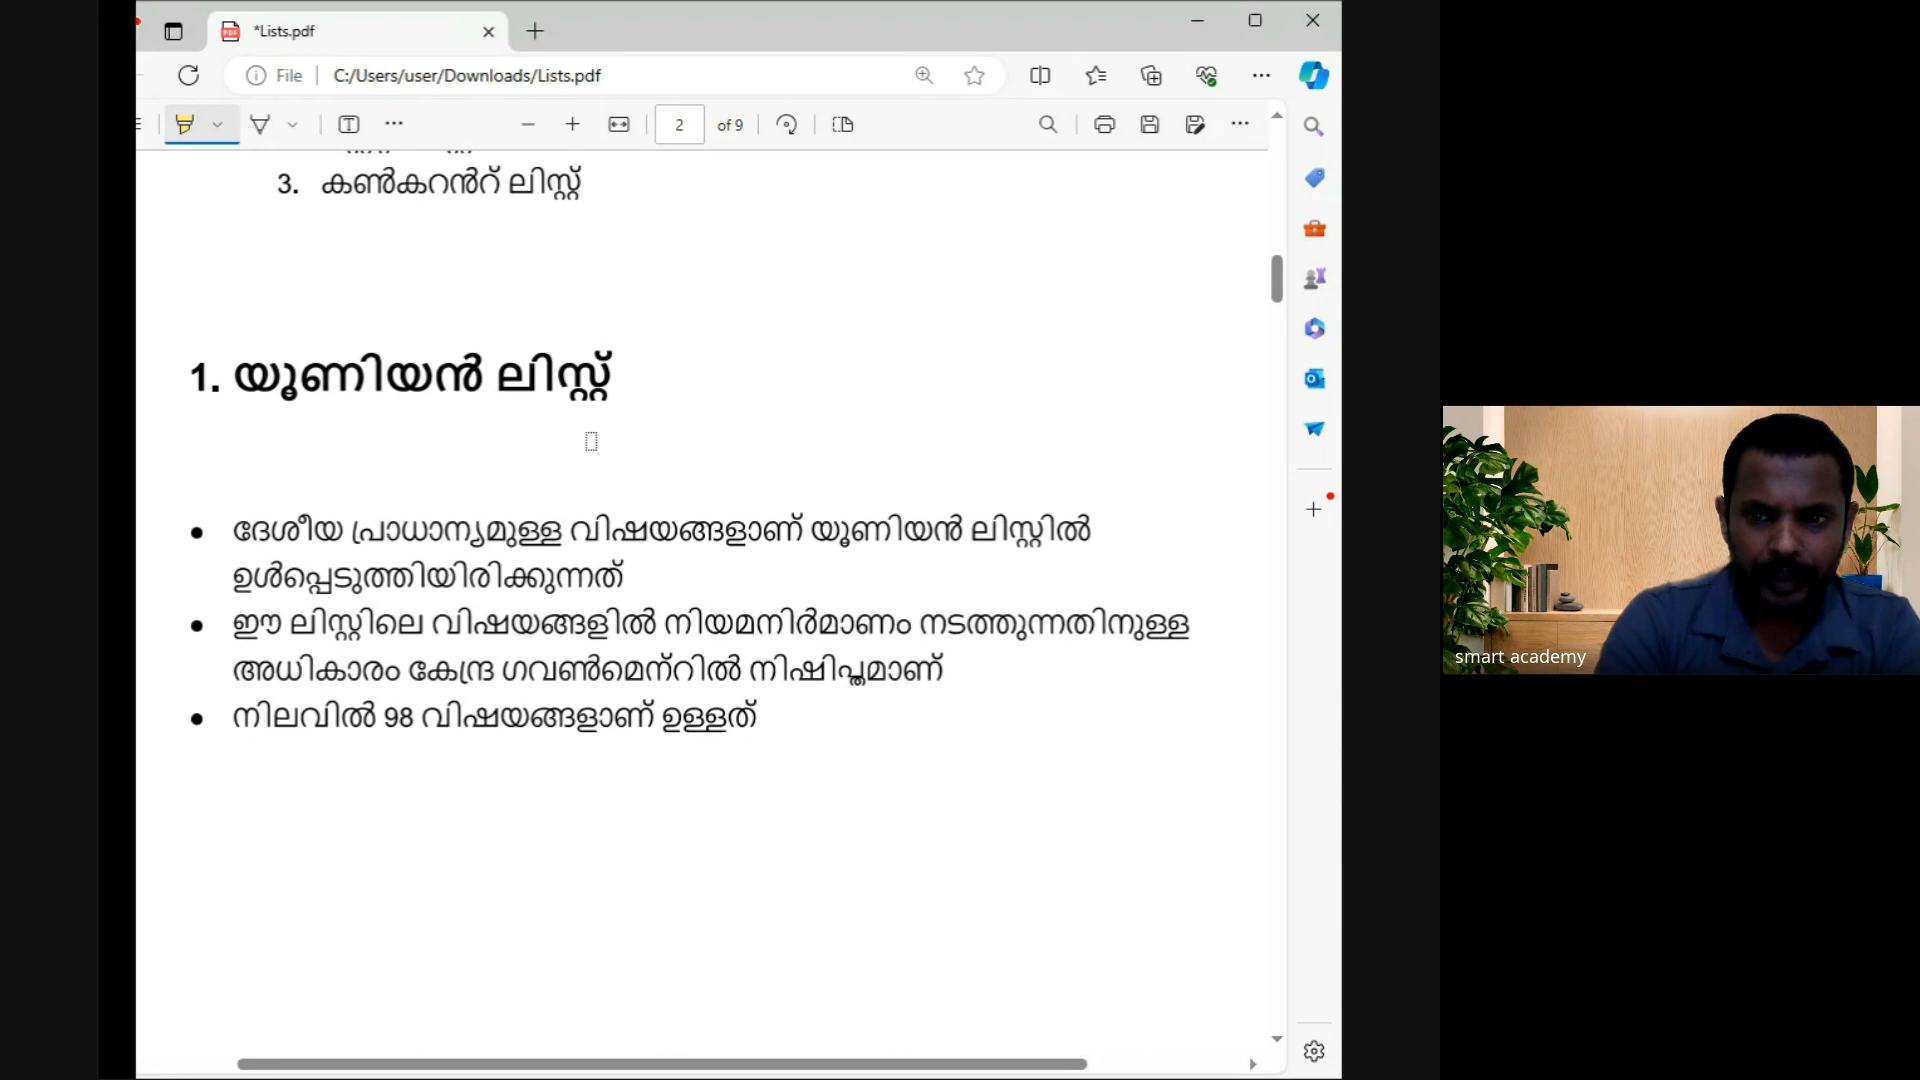 *Lists.pdf
File
C:/Users/user/Downloads/Lists.pdf
2 of 9
3. കൺകറൻറ് ലിസ്റ്റ്
1. യൂണിയൻ ലിസ്റ്റ്
● ദേശീയ പ്രാധാന്യമുള്ള വിഷയങ്ങളാണ് യൂണിയൻ ലിസ്റ്റിൽ
ഉൾപ്പെടുത്തിയിരിക്കുന്നത്
● ഈ ലിസ്റ്റിലെ വിഷയങ്ങളിൽ നിയമനിർമാണം നടത്തുന്നതിനുള്ള
അധികാരം കേന്ദ്ര ഗവൺമെന്റിൽ നിഷിപ്തമാണ്
● നിലവിൽ 98 വിഷയങ്ങളാണ് ഉള്ളത്
smart academy